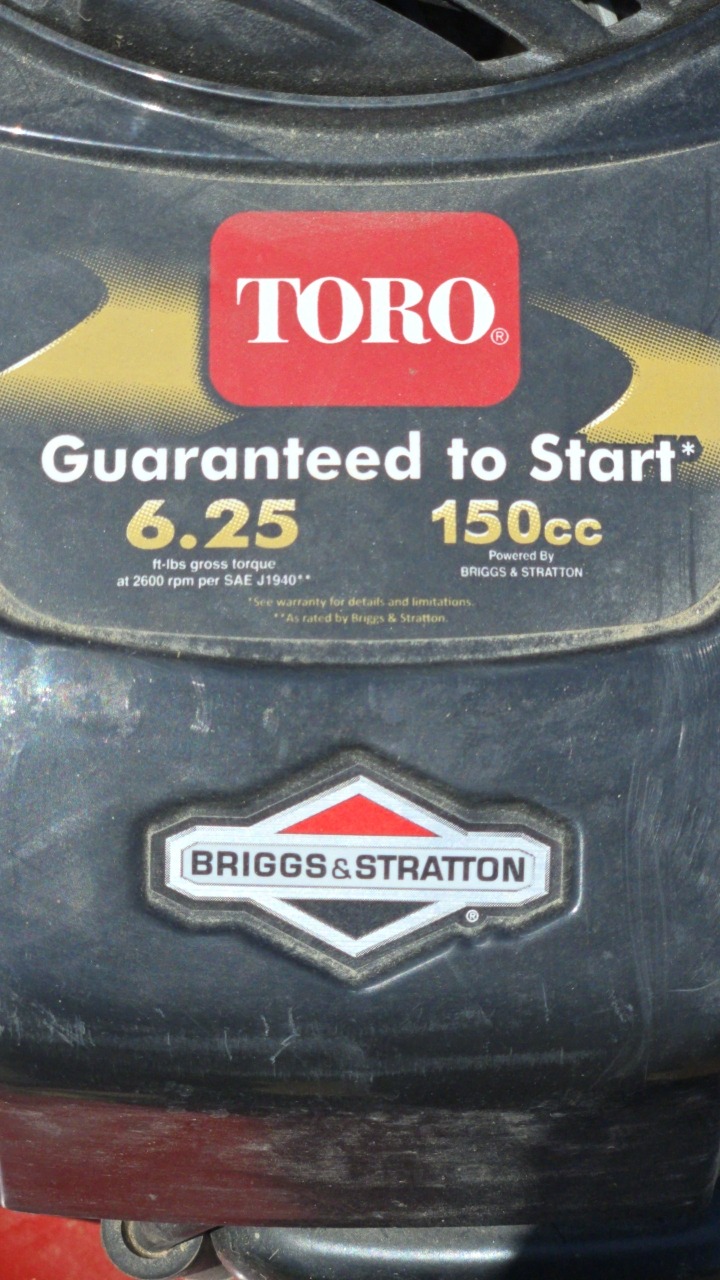 TORO®
Guaranteed to Start*
6.25
ft-lbs gross torque
at 2600 rpm per SAE J1940**
150cc
Powered By
BRIGGS & STRATTON
*See warranty for details and limitations.
**As rated by Briggs & Stratton.
BRIGGS&STRATTON
®